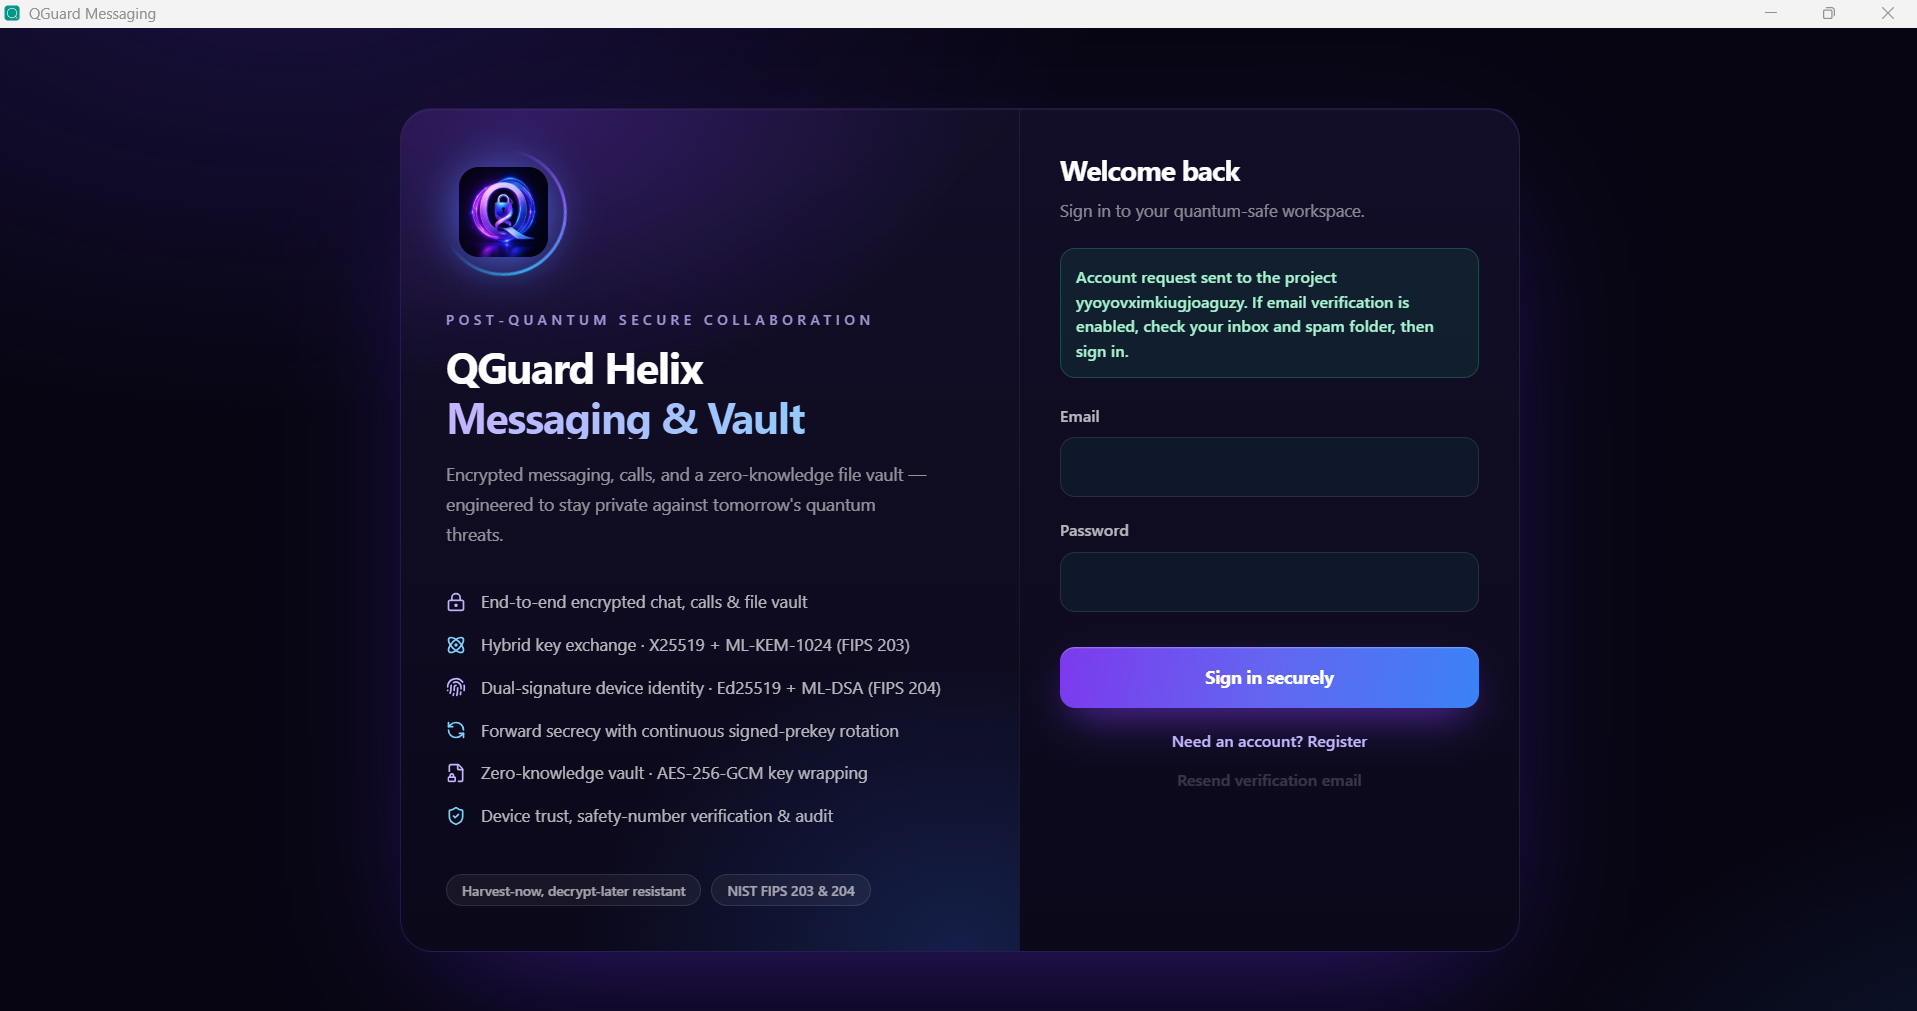 QGuard Messaging
POST-QUANTUM SECURE COLLABORATION
QGuard Helix
Messaging & Vault
Encrypted messaging, calls, and a zero-knowledge file vault —
engineered to stay private against tomorrow's quantum
threats.
End-to-end encrypted chat, calls & file vault
Hybrid key exchange · X25519 + ML-KEM-1024 (FIPS 203)
Dual-signature device identity · Ed25519 + ML-DSA (FIPS 204)
Forward secrecy with continuous signed-prekey rotation
Zero-knowledge vault · AES-256-GCM key wrapping
Device trust, safety-number verification & audit
Harvest-now, decrypt-later resistant
NIST FIPS 203 & 204
Welcome back
Sign in to your quantum-safe workspace.
Account request sent to the project
yyoyovximkiugjoaguzy. If email verification is
enabled, check your inbox and spam folder, then
sign in.
Email
Password
Sign in securely
Need an account? Register
Resend verification email